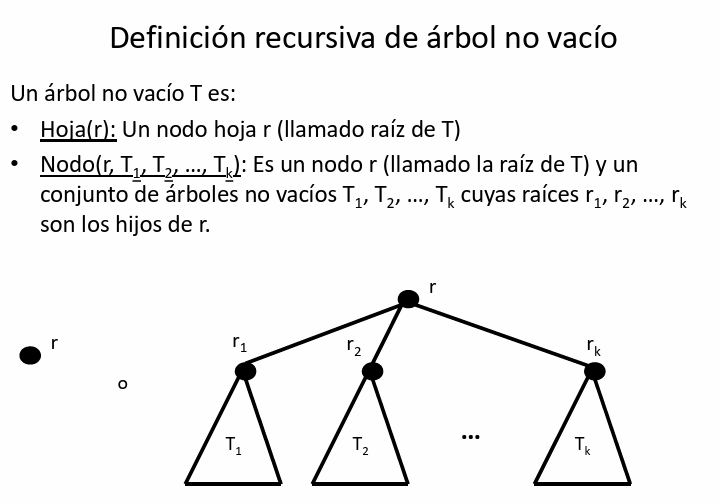 Definición recursiva de árbol no vacío
Un árbol no vacío T es:
• Hoja(r): Un nodo hoja r (llamado raíz de T)
• Nodo(r, T₁, T₂, ..., Tₖ): Es un nodo r (llamado la raíz de T) y un
conjunto de árboles no vacíos T₁, T₂, ..., Tₖ cuyas raíces r₁, r₂, ..., rₖ
son los hijos de r.
r
r
r₁
r₂
rₖ
o
T₁
T₂
...
Tₖ